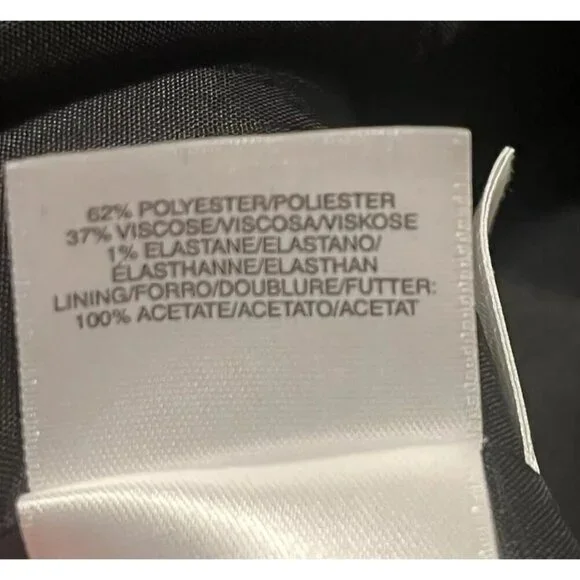 62% POLYESTER/POLIESTER
37% VISCOSE/VISCOSA/VISKOSE
1% ELASTANE/ELASTANO/
ÉLASTHANNE/ELASTHAN
LINING/FORRO/DOUBLURE/FUTTER:
100% ACETATE/ACETATO/ACETAT